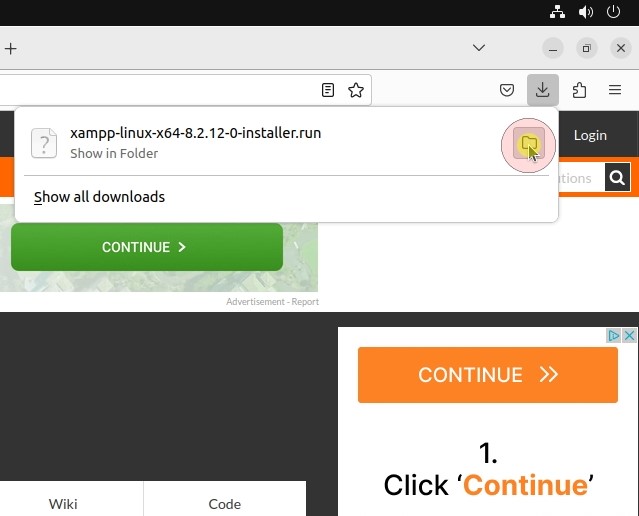 xampp-linux-x64-8.2.12-0-installer.run
Show in Folder
Login
utions
Show all downloads
CONTINUE
Advertisement - Report
CONTINUE
1.
Click ‘Continue’
Wiki
Code